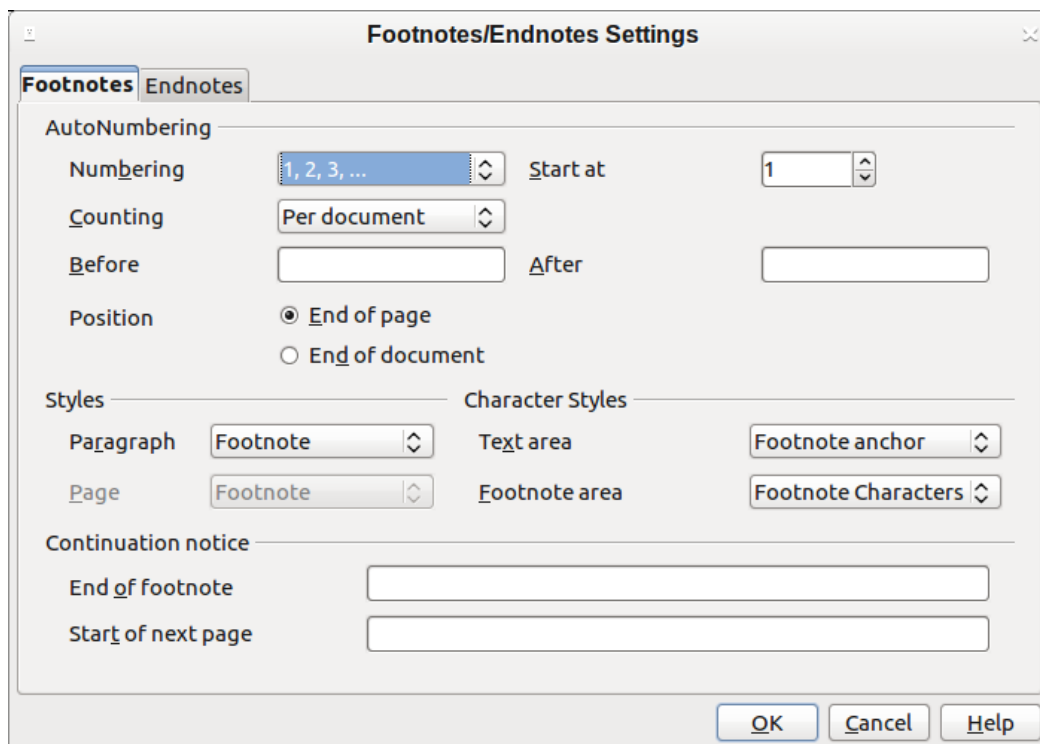 Footnotes/Endnotes Settings
Footnotes Endnotes
AutoNumbering
Numbering 1, 2, 3, ... Start at 1
Counting Per document
Before After
Position End of page
End of document
Styles Character Styles
Paragraph Footnote Text area Footnote anchor
Page Footnote Footnote area Footnote Characters
Continuation notice
End of footnote
Start of next page
OK Cancel Help